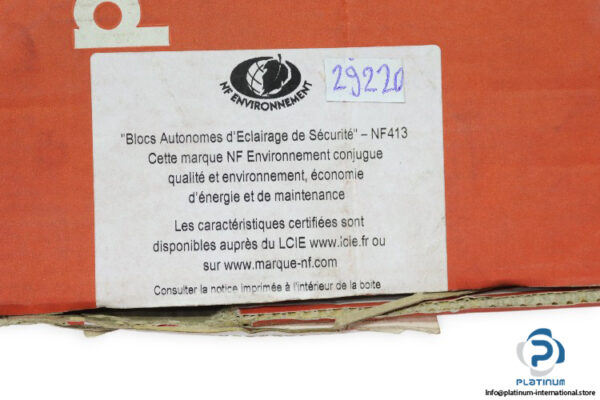 NF ENVIRONNEMENT
29220
"Blocs Autonomes d'Eclairage de Sécurité" – NF413
Cette marque NF Environnement conjugue
qualité et environnement, économie
d'énergie et de maintenance
Les caractéristiques certifiées sont
disponibles auprès du LCIE www.lcie.fr ou
sur www.marque-nf.com
Consulter la notice imprimée à l'intérieur de la boite
PLATINUM
Info@platinum-international.store